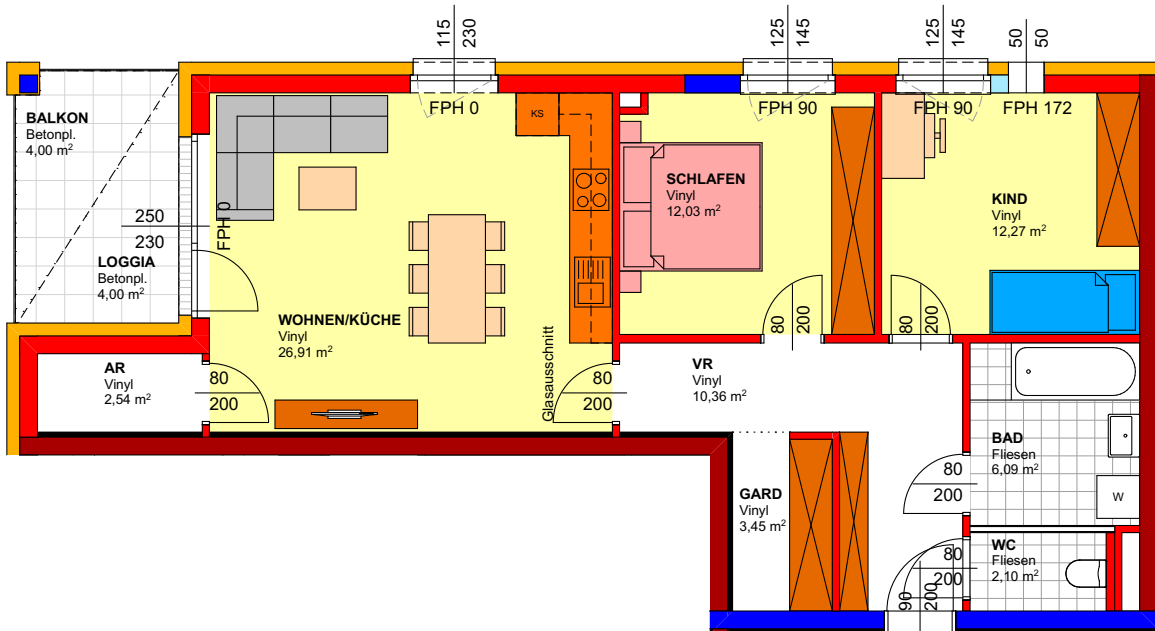 115
230
125
145
125
145
50
50
FPH 0
FPH 90
FPH 90
FPH 172
KS
BALKON
Betonpl.
4,00 m²
250
230
FPH 0
LOGGIA
Betonpl.
4,00 m²
SCHLAFEN
Vinyl
12,03 m²
KIND
Vinyl
12,27 m²
WOHNEN/KÜCHE
Vinyl
26,91 m²
80
200
80
200
AR
Vinyl
2,54 m²
80
200
Glasausschnitt
80
200
VR
Vinyl
10,36 m²
BAD
Fliesen
6,09 m²
80
200
W
GARD
Vinyl
3,45 m²
WC
Fliesen
2,10 m²
80
200
90
200